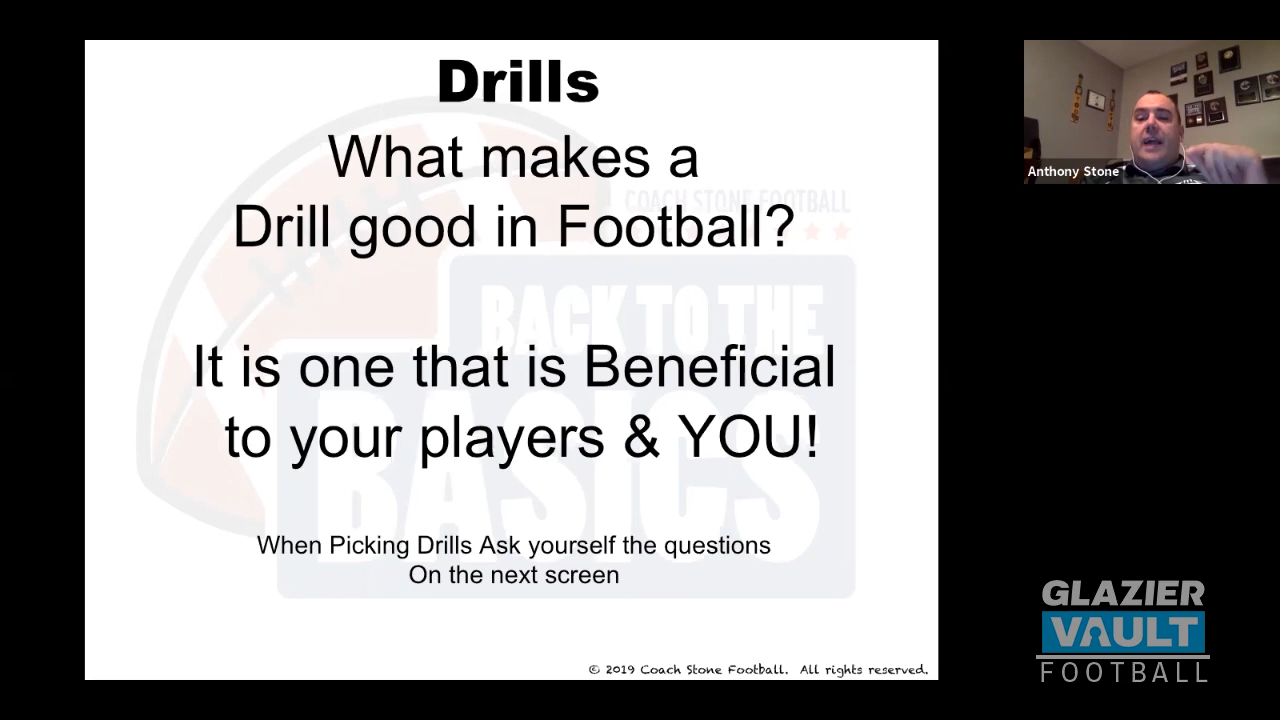 Drills
What makes a
Drill good in Football?
COACH STONE FOOTBALL
BACK TO THE
BASICS
It is one that is Beneficial
to your players & YOU!
When Picking Drills Ask yourself the questions
On the next screen
© 2019 Coach Stone Football. All rights reserved.
Anthony Stone
GLAZIER
VAULT
FOOTBALL